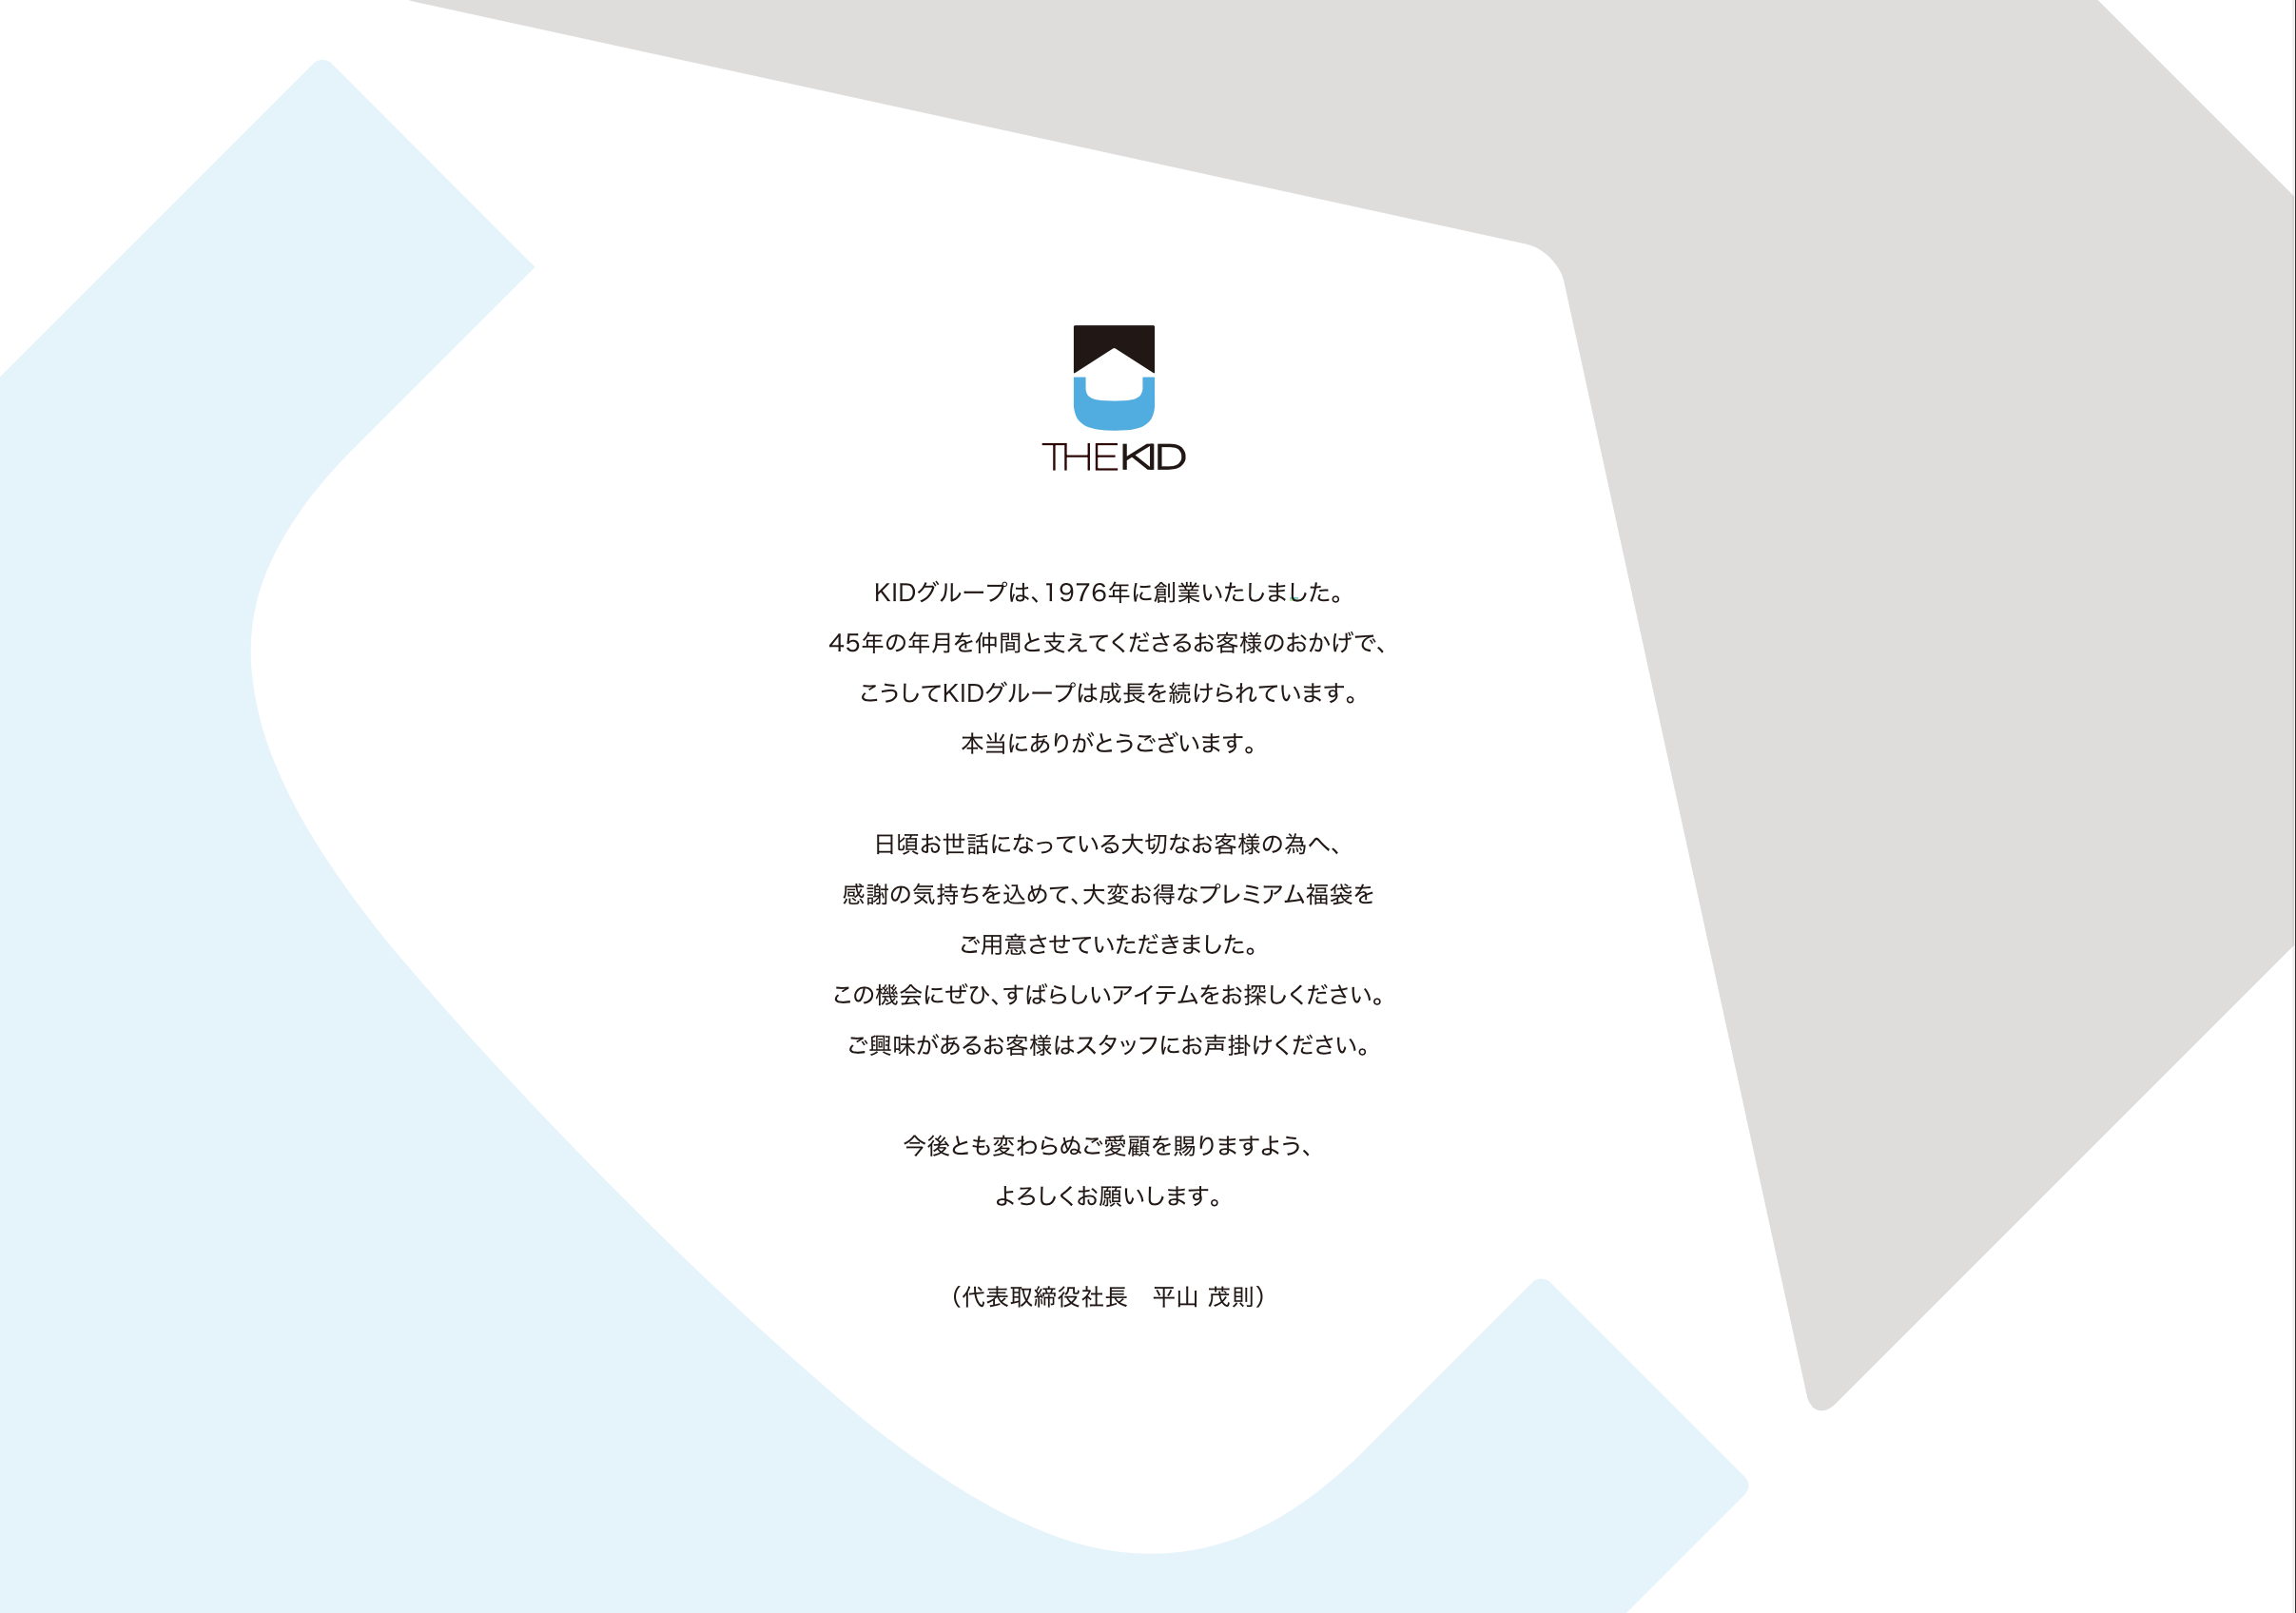 THE KID
KIDグループは、1976年に創業いたしました。
45年の年月を仲間と支えてくださるお客様のおかげで、
こうしてKIDグループは成長を続けられています。
本当にありがとうございます。
日頃お世話になっている大切なお客様の為へ、
感謝の気持ちを込めて、大変お得なプレミアム福袋を
ご用意させていただきました。
この機会にぜひ、すばらしいアイテムをお探しください。
ご興味があるお客様はスタッフにお声掛けください。
今後とも変わらぬご愛顧を賜りますよう、
よろしくお願いします。
（代表取締役社長　平山 茂則）